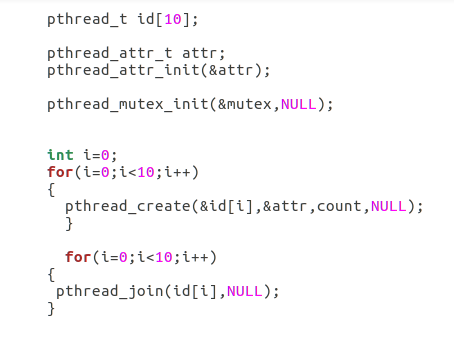 pthread_t id[10];
pthread_attr_t attr;
pthread_attr_init(&attr);
pthread_mutex_init(&mutex,NULL);
int i=0;
for(i=0;i<10;i++)
{
pthread_create(&id[i],&attr,count,NULL);
}
for(i=0;i<10;i++)
{
pthread_join(id[i],NULL);
}